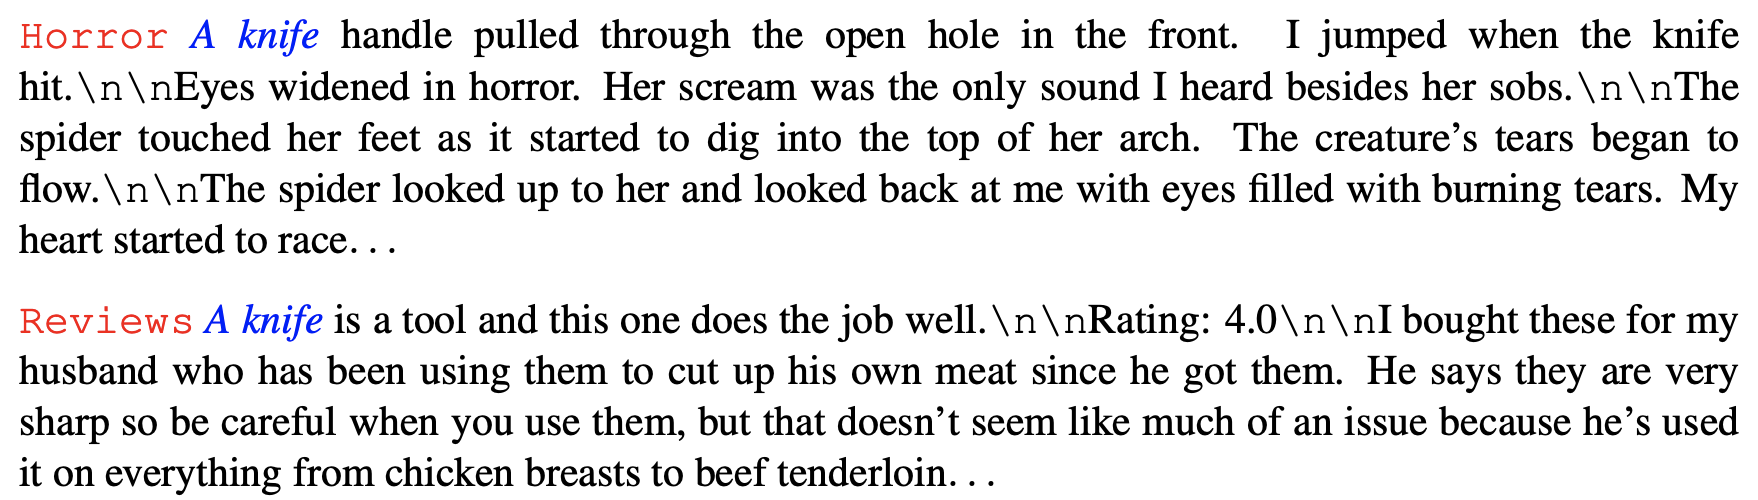 Horror A knife handle pulled through the open hole in the front. I jumped when the knife
hit.\n\nEyes widened in horror. Her scream was the only sound I heard besides her sobs.\n\nThe
spider touched her feet as it started to dig into the top of her arch. The creature’s tears began to
flow.\n\nThe spider looked up to her and looked back at me with eyes filled with burning tears. My
heart started to race. . .
Reviews A knife is a tool and this one does the job well.\n\nRating: 4.0\n\nI bought these for my
husband who has been using them to cut up his own meat since he got them. He says they are very
sharp so be careful when you use them, but that doesn’t seem like much of an issue because he’s used
it on everything from chicken breasts to beef tenderloin. . .